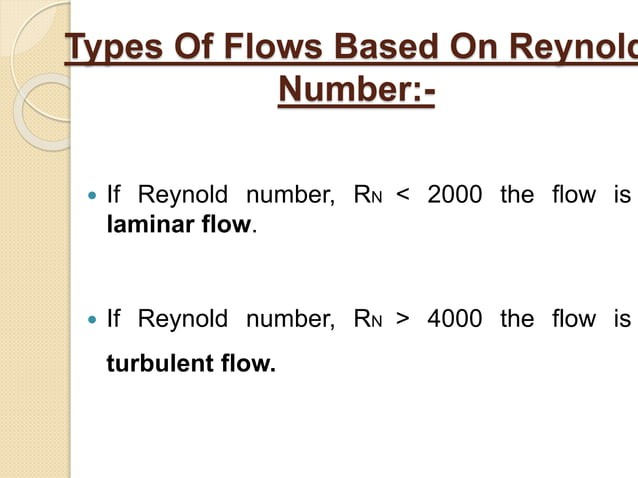 Types Of Flows Based On Reynold
Number:-
• If Reynold number, RN < 2000 the flow is
laminar flow.
• If Reynold number, RN > 4000 the flow is
turbulent flow.